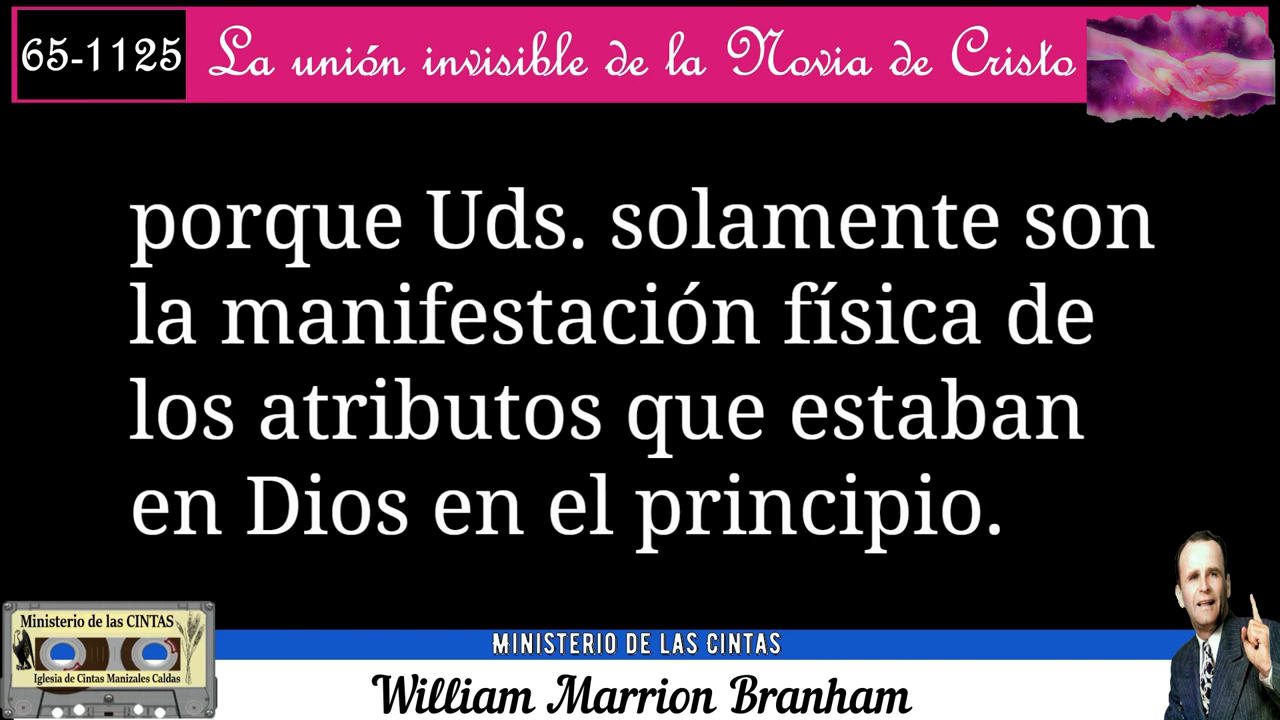 65-1125
La unión invisible de la Novia de Cristo
porque Uds. solamente son
la manifestación física de
los atributos que estaban
en Dios en el principio.
Ministerio de las CINTAS
Iglesia de Cintas Manizales Caldas
MINISTERIO DE LAS CINTAS
William Marrion Branham